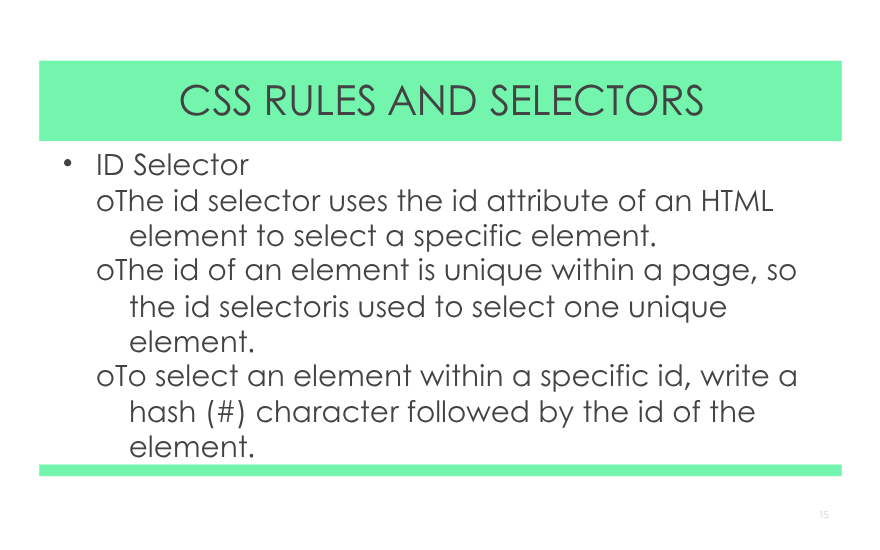 CSS RULES AND SELECTORS
• ID Selector
oThe id selector uses the id attribute of an HTML
element to select a specific element.
oThe id of an element is unique within a page, so
the id selectoris used to select one unique
element.
oTo select an element within a specific id, write a
hash (#) character followed by the id of the
element.
15